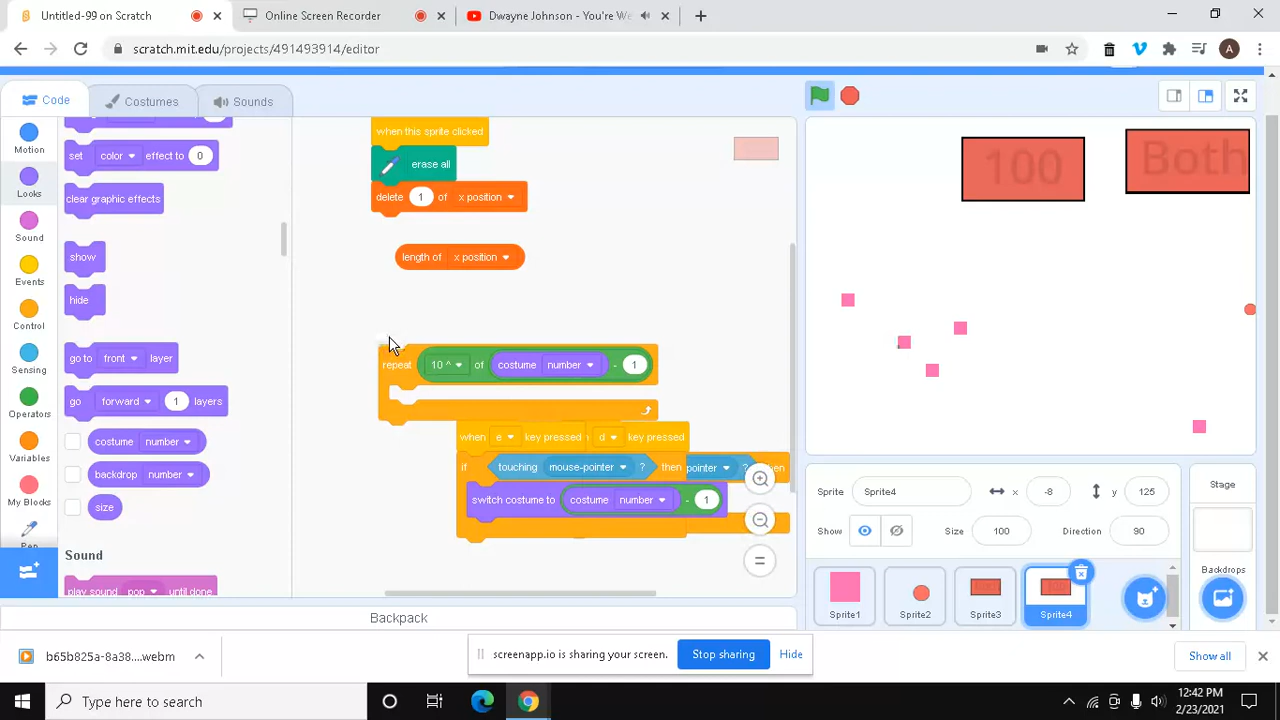 Untitled-99 on Scratch
Online Screen Recorder
Dwayne Johnson - You're We
scratch.mit.edu/projects/491493914/editor
A
Code
Costumes
Sounds
Motion
Looks
Sound
Events
Control
Sensing
Operators
Variables
My Blocks
Pen
set color effect to 0
clear graphic effects
show
hide
go to front layer
go forward 1 layers
costume number
backdrop number
size
Sound
play sound pop until done
when this sprite clicked
erase all
delete 1 of x position
length of x position
repeat 10 ^ of costume number - 1
when e key pressed d key pressed
if touching mouse-pointer ? then pointer ? hen
switch costume to costume number - 1
Backpack
100
Both
Sprite Sprite4 x -8 y 125
Show Size 100 Direction 90
Sprite1
Sprite2
Sprite3
Sprite4
Stage
Backdrops
b65b825a-8a38....webm
screenapp.io is sharing your screen.
Stop sharing
Hide
Show all
Type here to search
12:42 PM
2/23/2021